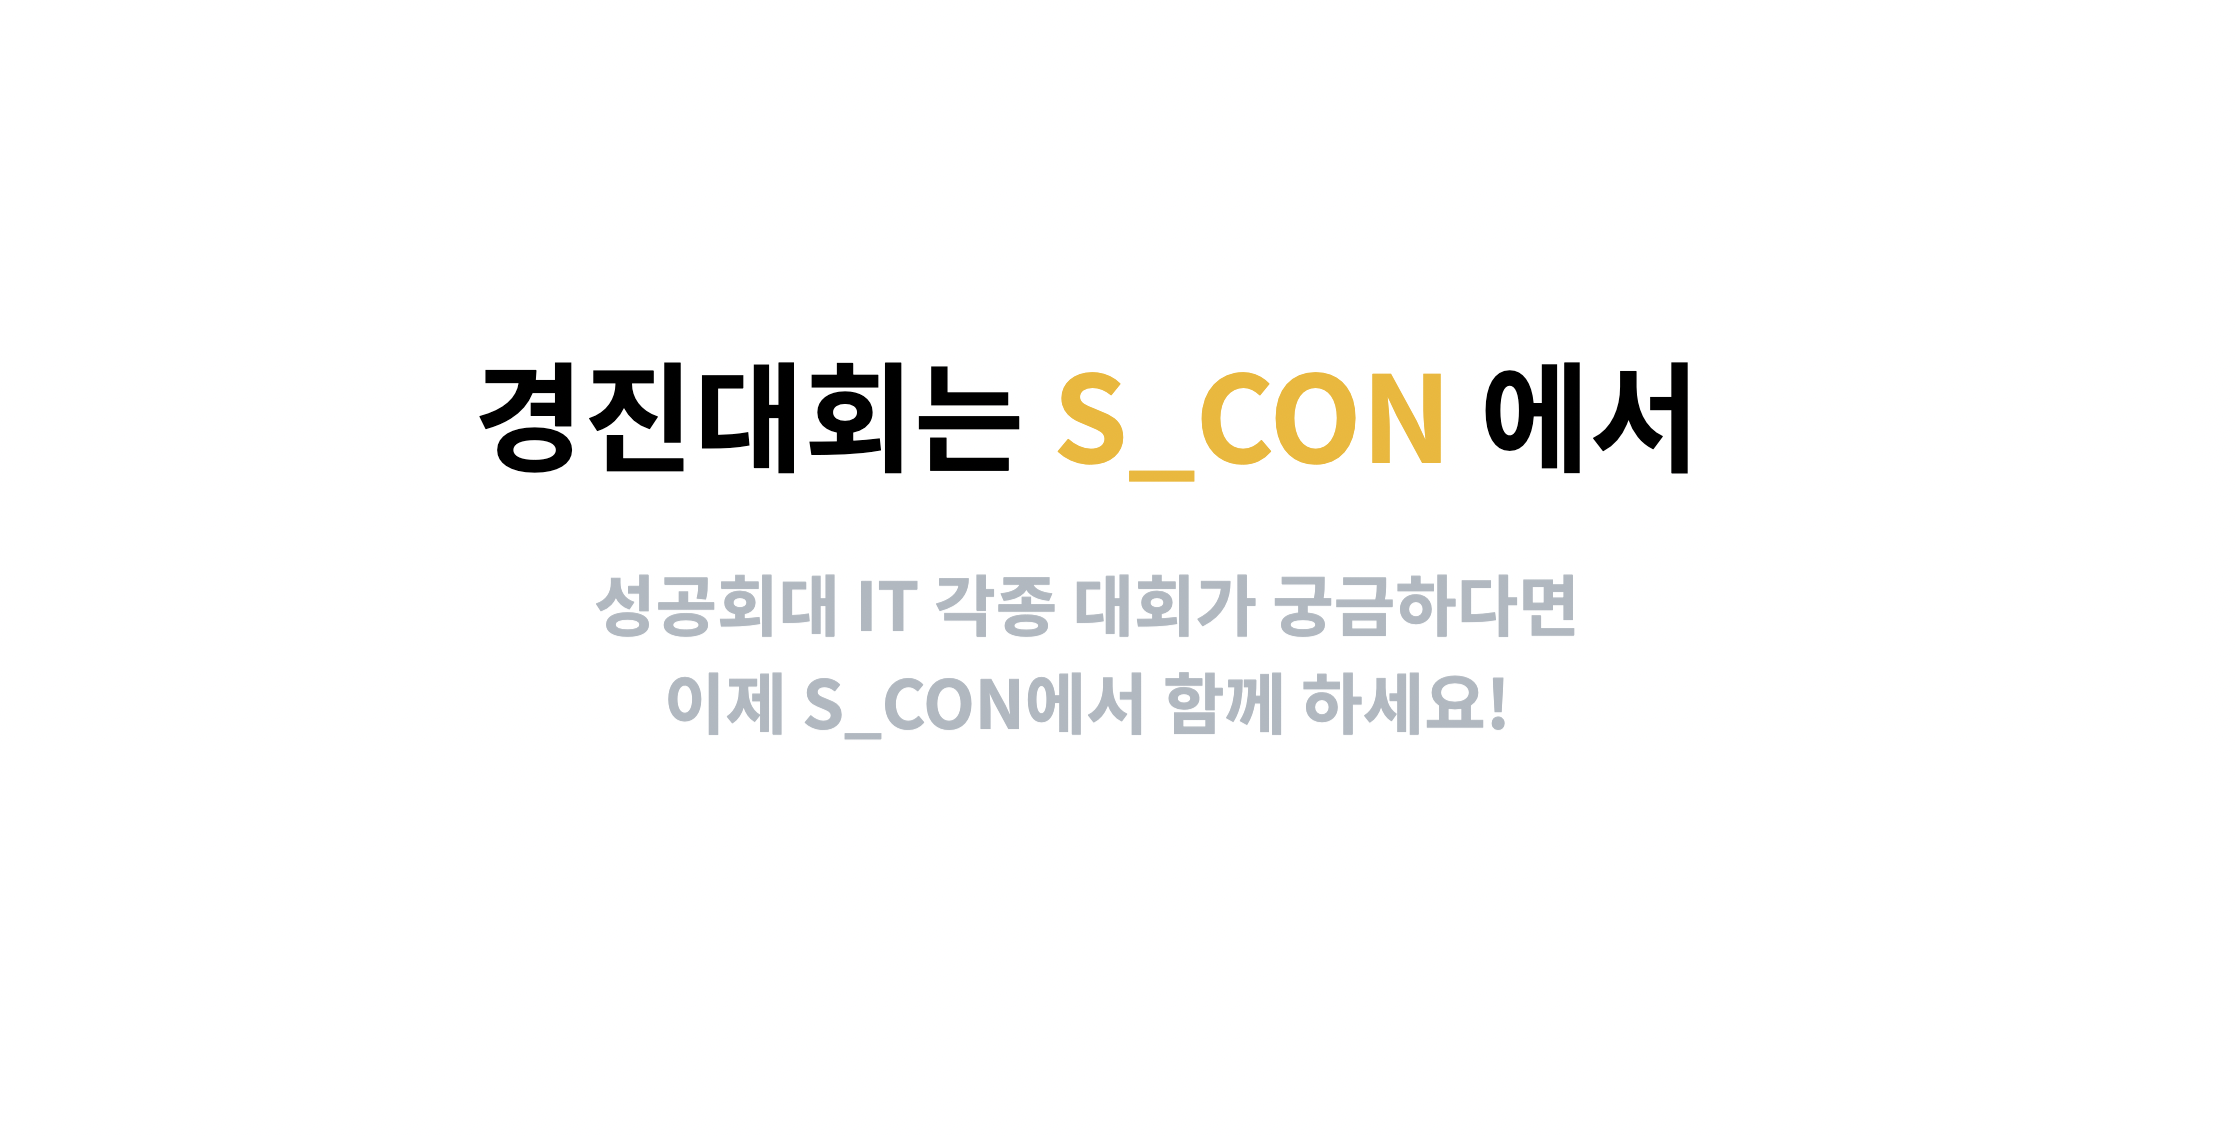 경진대회는 S_CON 에서
성공회대 IT 각종 대회가 궁금하다면
이제 S_CON에서 함께 하세요!